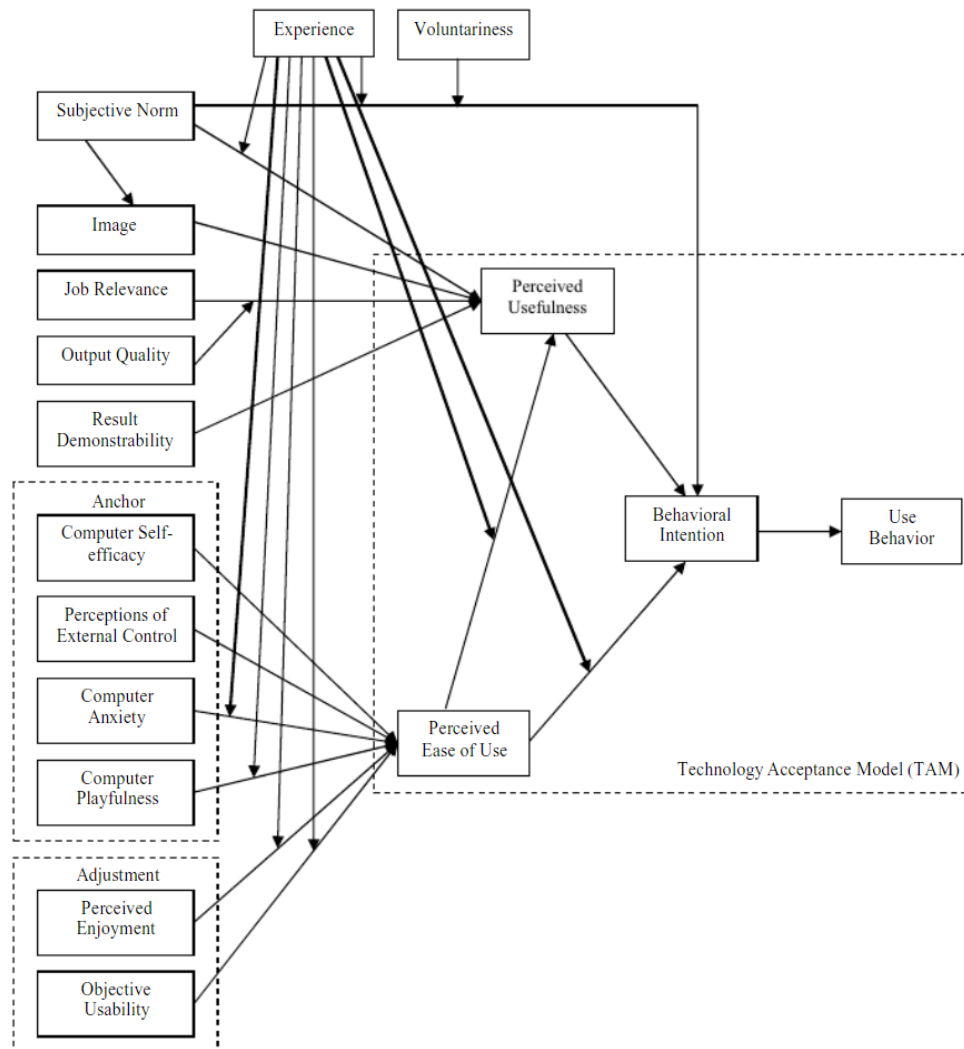 Experience
Voluntariness
Subjective Norm
Image
Job Relevance
Output Quality
Result
Demonstrability
Perceived
Usefulness
Anchor
Computer Self-
efficacy
Perceptions of
External Control
Computer
Anxiety
Computer
Playfulness
Behavioral
Intention
Use
Behavior
Perceived
Ease of Use
Technology Acceptance Model (TAM)
Adjustment
Perceived
Enjoyment
Objective
Usability